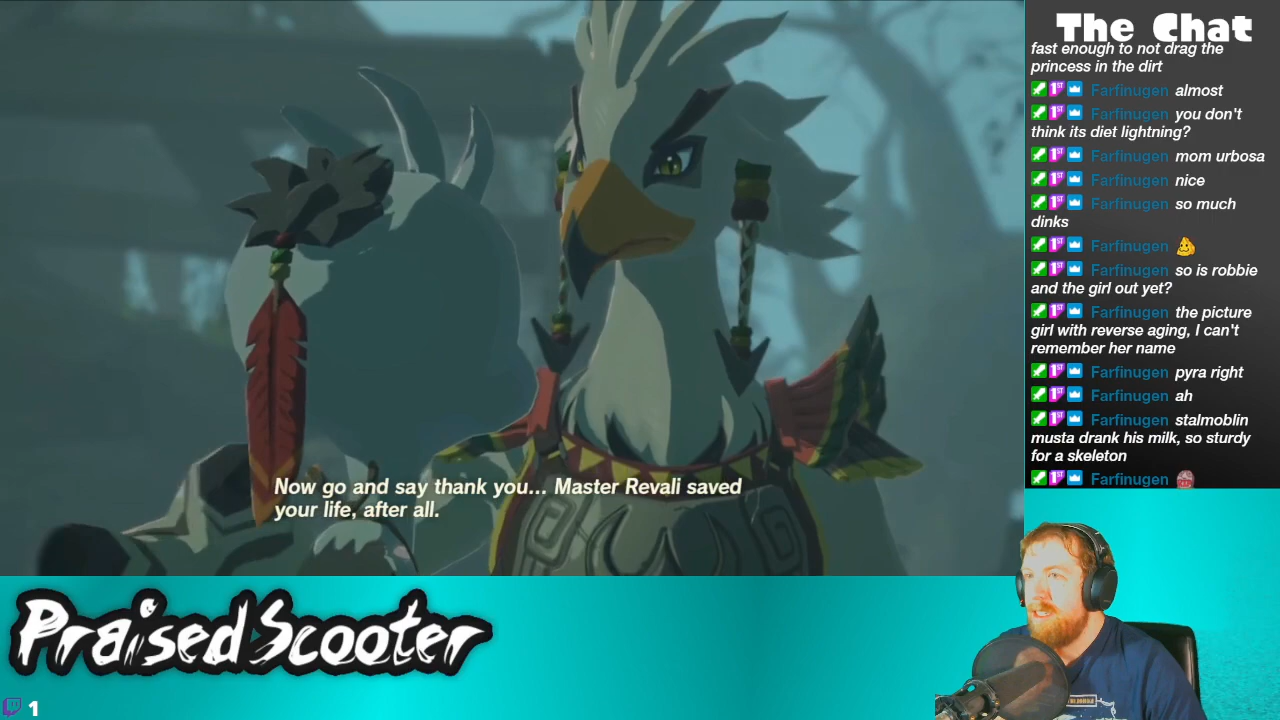 Now go and say thank you... Master Revali saved
your life, after all.
The Chat
fast enough to not drag the
princess in the dirt
Farfinugen almost
Farfinugen you don't
think its diet lightning?
Farfinugen mom urbosa
Farfinugen nice
Farfinugen so much
dinks
Farfinugen
Farfinugen so is robbie
and the girl out yet?
Farfinugen the picture
girl with reverse aging, I can't
remember her name
Farfinugen pyra right
Farfinugen ah
Farfinugen stalmoblin
musta drank his milk, so sturdy
for a skeleton
Farfinugen
PraisedScooter
1